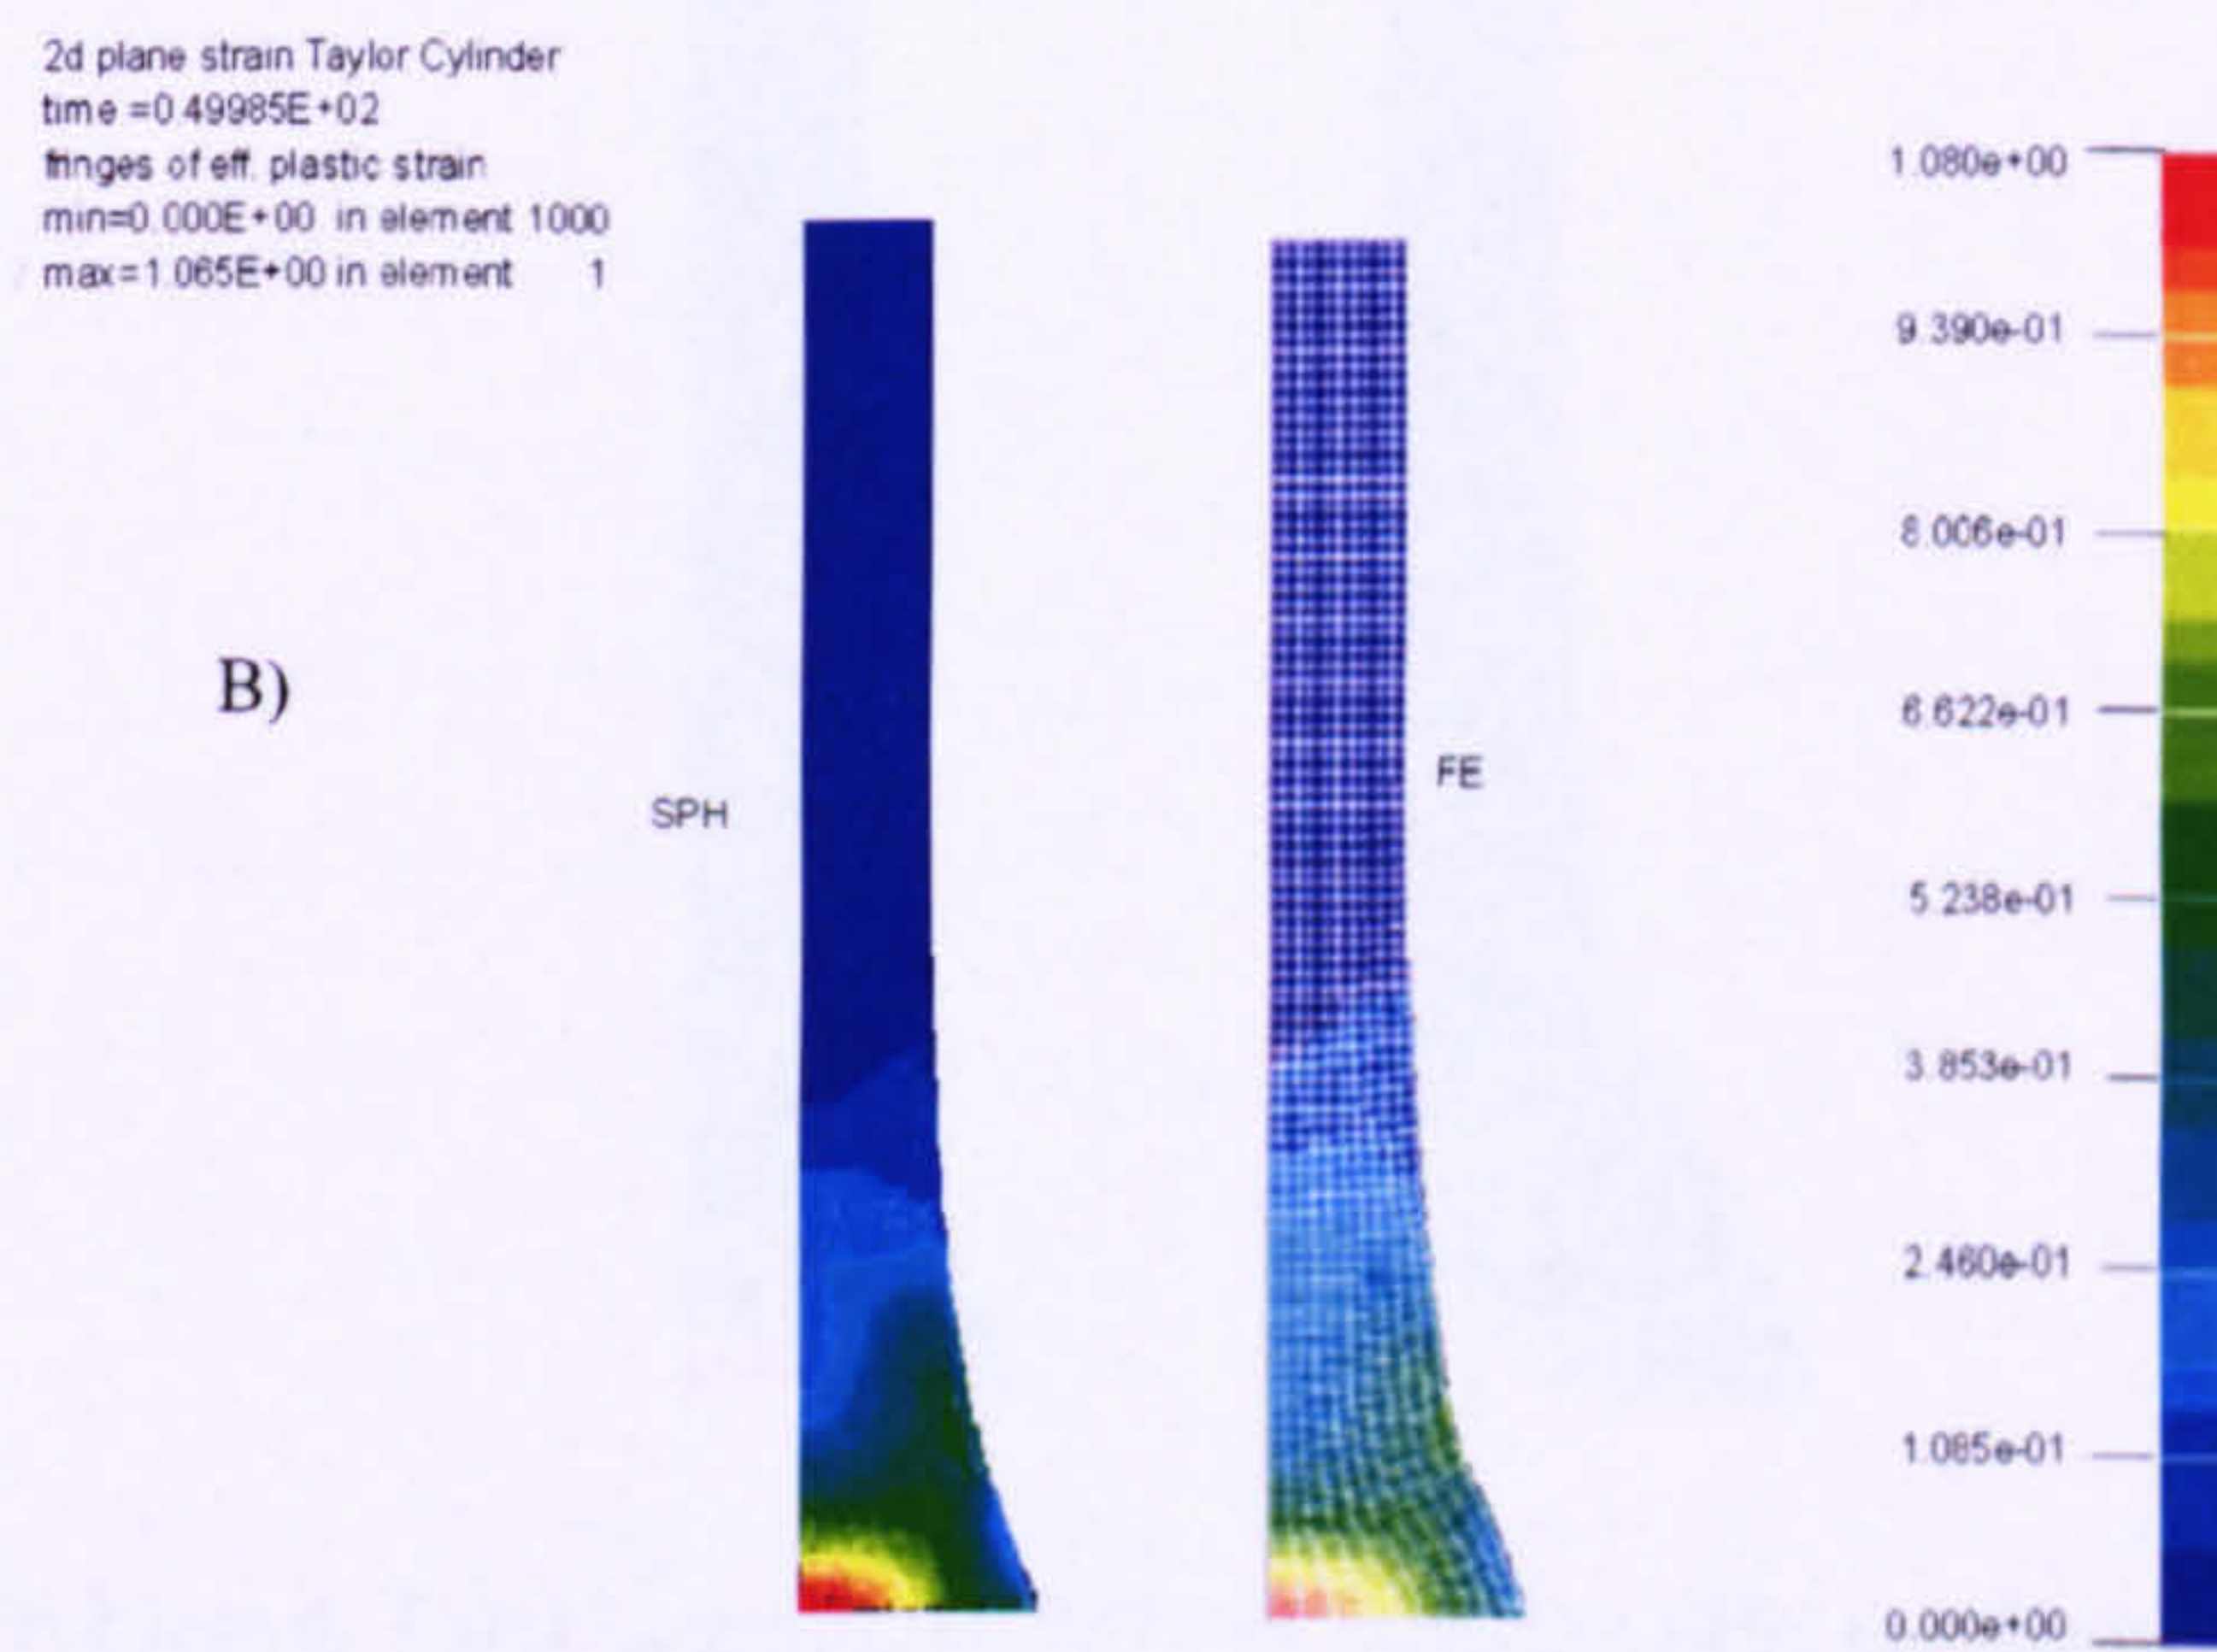 2d plane strain Taylor Cylinder
time =0.49985E+02
fringes of eff. plastic strain
min=0.000E+00 in element 1000
max=1.065E+00 in element 1
B)
SPH
FE
1.080e+00
9.390e-01
8.006e-01
6.622e-01
5.238e-01
3.853e-01
2.460e-01
1.085e-01
0.000e+00